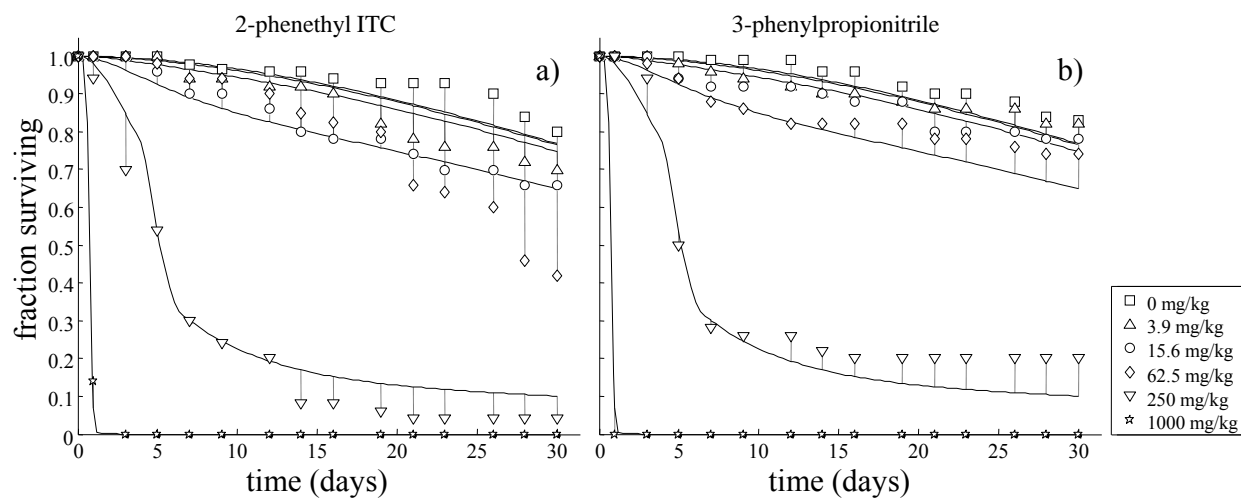 2-phenethyl ITC
3-phenylpropionitrile
1.0
0.9
0.8
0.7
0.6
0.5
0.4
0.3
0.2
0.1
0
fraction surviving
a)
b)
0 5 10 15 20 25 30
0 5 10 15 20 25 30
time (days)
time (days)
0 mg/kg
3.9 mg/kg
15.6 mg/kg
62.5 mg/kg
250 mg/kg
1000 mg/kg